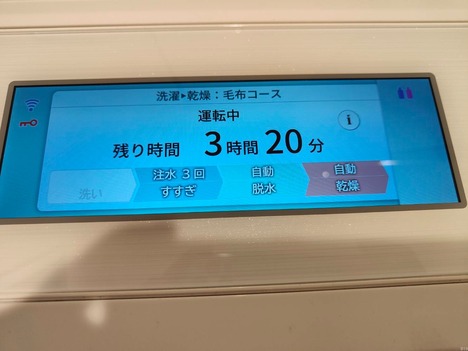 洗濯▸乾燥：毛布コース
運転中
残り時間 3時間20分
洗い
注水 3回
すすぎ
自動
脱水
自動
乾燥
i